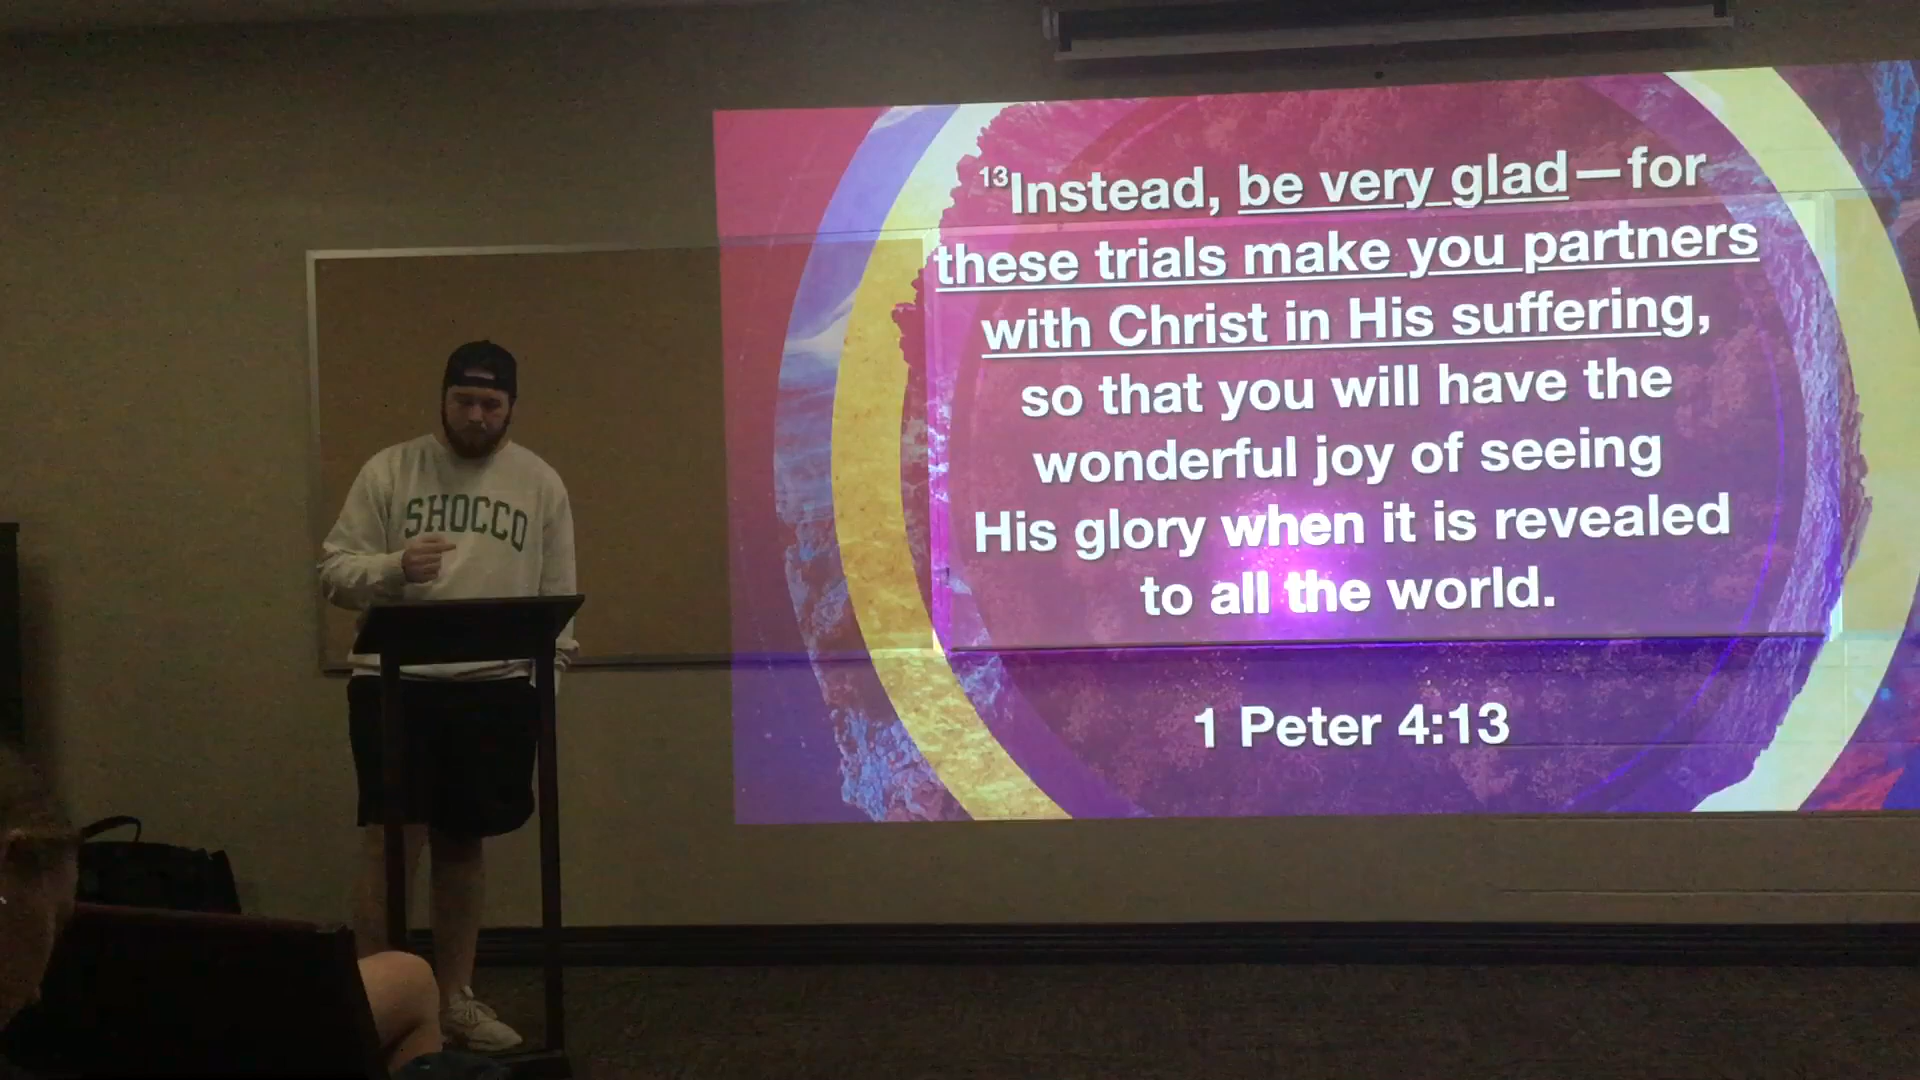 SHOCCO
¹³Instead, be very glad—for
these trials make you partners
with Christ in His suffering,
so that you will have the
wonderful joy of seeing
His glory when it is revealed
to all the world.
1 Peter 4:13